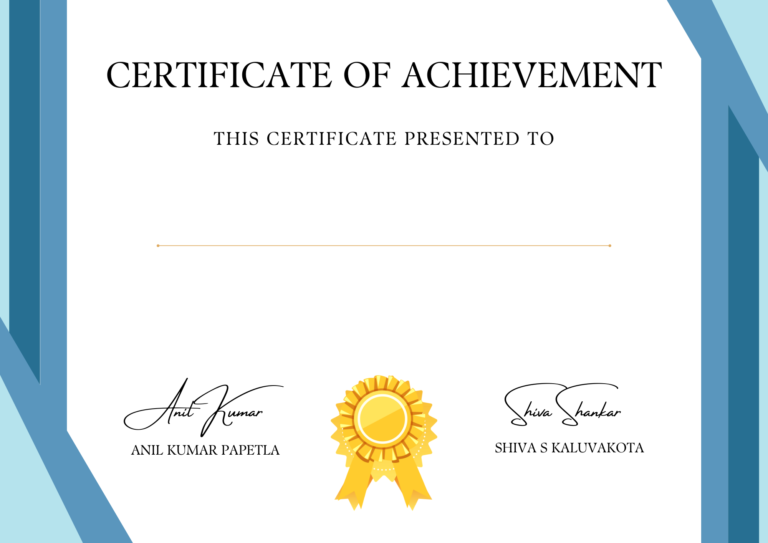 CERTIFICATE OF ACHIEVEMENT
THIS CERTIFICATE PRESENTED TO
Anil Kumar
ANIL KUMAR PAPETLA
Shiva Shankar
SHIVA S KALUVAKOTA